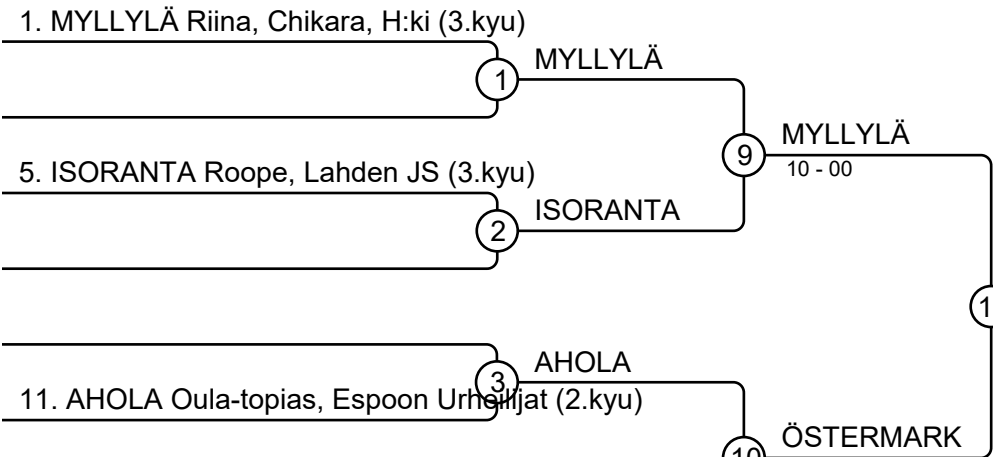 1. MYLLYLÄ Riina, Chikara, H:ki (3.kyu)
1
MYLLYLÄ
9
MYLLYLÄ
10 - 00
5. ISORANTA Roope, Lahden JS (3.kyu)
2
ISORANTA
1
3
AHOLA
11. AHOLA Oula-topias, Espoon Urheilijat (2.kyu)
10
ÖSTERMARK